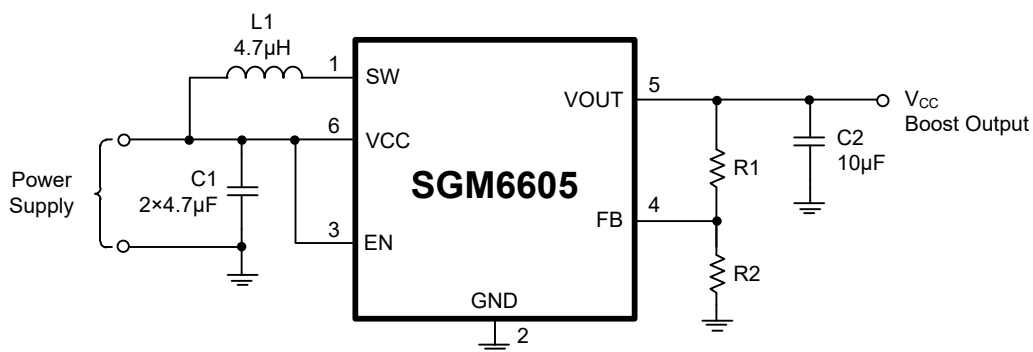 L1
4.7µH
1
SW
VOUT
5
VCC
Boost Output
6
VCC
C2
10µF
R1
Power
Supply
C1
2×4.7µF
SGM6605
FB
4
3
EN
R2
GND
2